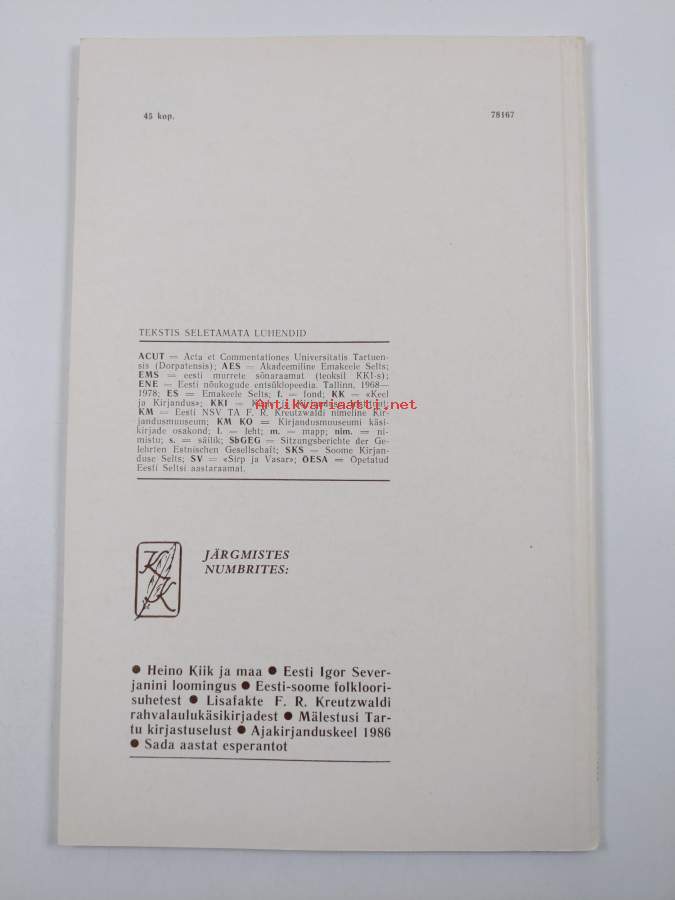 45 kop.
78167
TEKSTIS SELETAMATA LÜHENDID
ACUT — Acta et Commentationes Universitatis Tartuen-
sis (Dorpatensis); AES — Akadeemiline Emakeele Selts;
EMS — eesti murrete sõnaraamat (teoksil KKI-s);
ENE — Eesti nõukogude entsüklopeedia. Tallinn, 1968—
1978; ES — Emakeele Selts; f. — fond; KK — «Keel
ja Kirjandus»; KKI — Keele ja Kirjanduse Instituut;
Antikvariaatti.net
KM — Eesti NSV TA F. R. Kreutzwaldi nimeline Kir-
jandusmuuseum; KM KO — Kirjandusmuuseumi käsi-
kirjade osakond; l. — leht; m. — mapp; nim. — ni-
mistu; s. — säilik; SbGEG — Sitzungsberichte der Ge-
lehrten Estnischen Gesellschaft; SKS — Soome Kirjan-
duse Selts; SV — «Sirp ja Vasar»; ÕESA — Õpetatud
Eesti Seltsi aastaraamat.
K K
JÄRGMISTES
NUMBRITES:
● Heino Kiik ja maa ● Eesti Igor Sever-
janini loomingus ● Eesti-soome folkloori-
suhetest ● Lisafakte F. R. Kreutzwaldi
rahvalaulukäsikirjadest ● Mälestusi Tar-
tu kirjastuselust ● Ajakirjanduskeel 1986
● Sada aastat esperantot